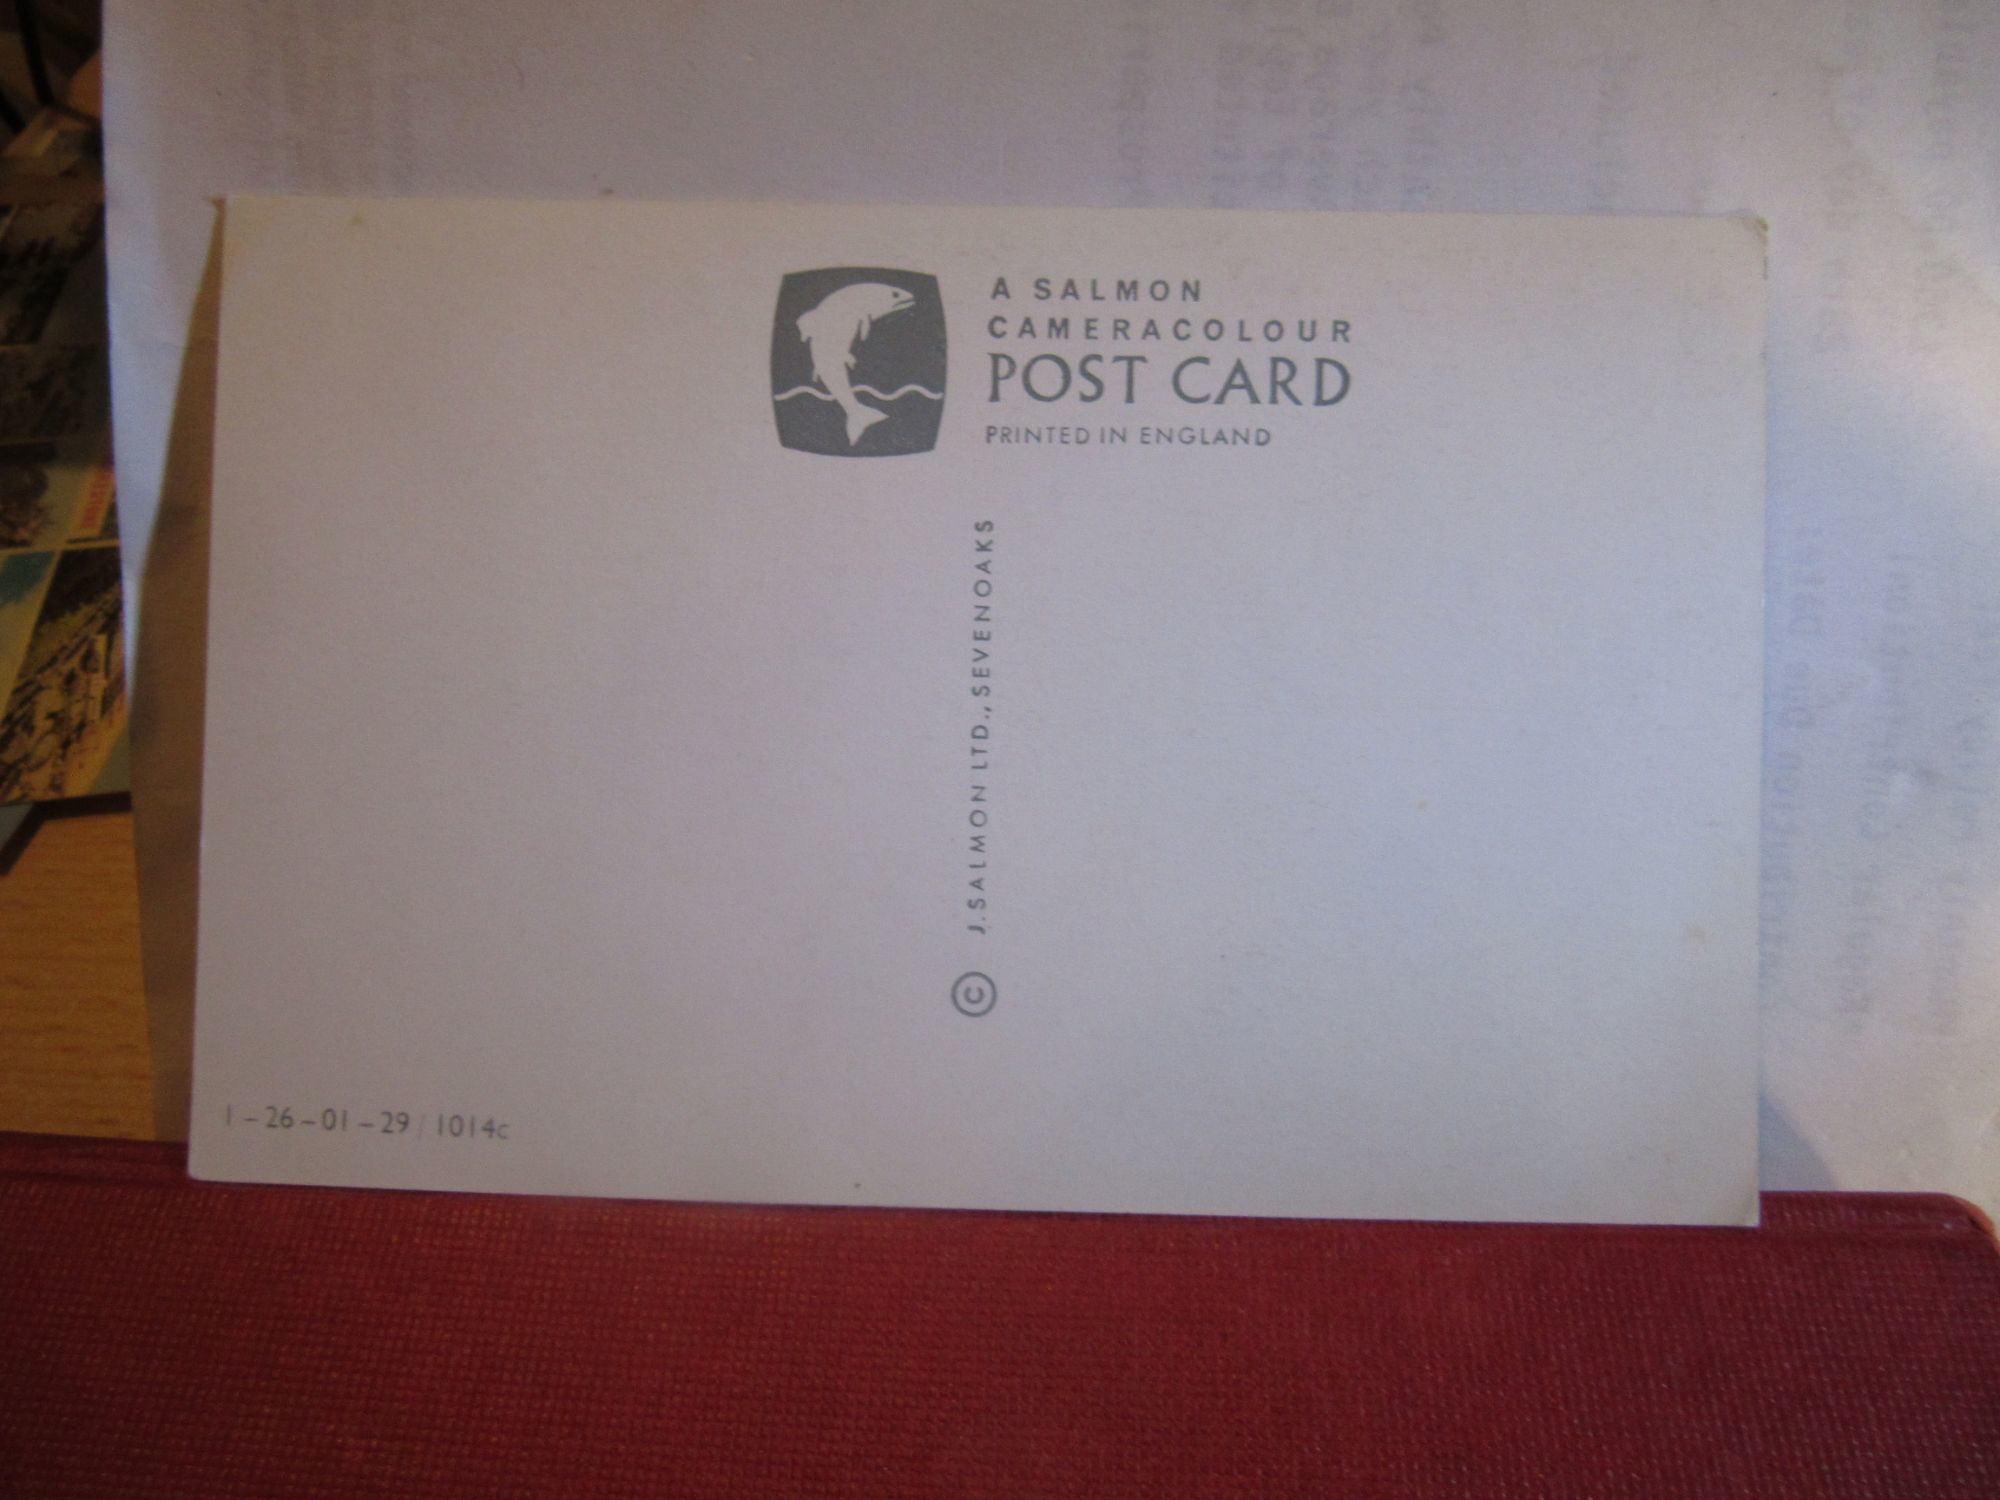 A SALMON
CAMERACOLOUR
POST CARD
PRINTED IN ENGLAND
© J. SALMON LTD., SEVENOAKS
1 – 26 – 01 – 29 / 1014c